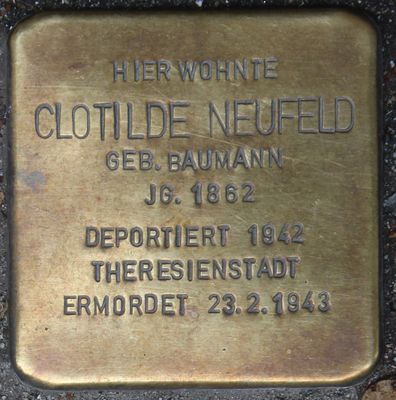 HIER WOHNTE
CLOTILDE NEUFELD
GEB. BAUMANN
JG. 1862
DEPORTIERT 1942
THERESIENSTADT
ERMORDET 23.2.1943